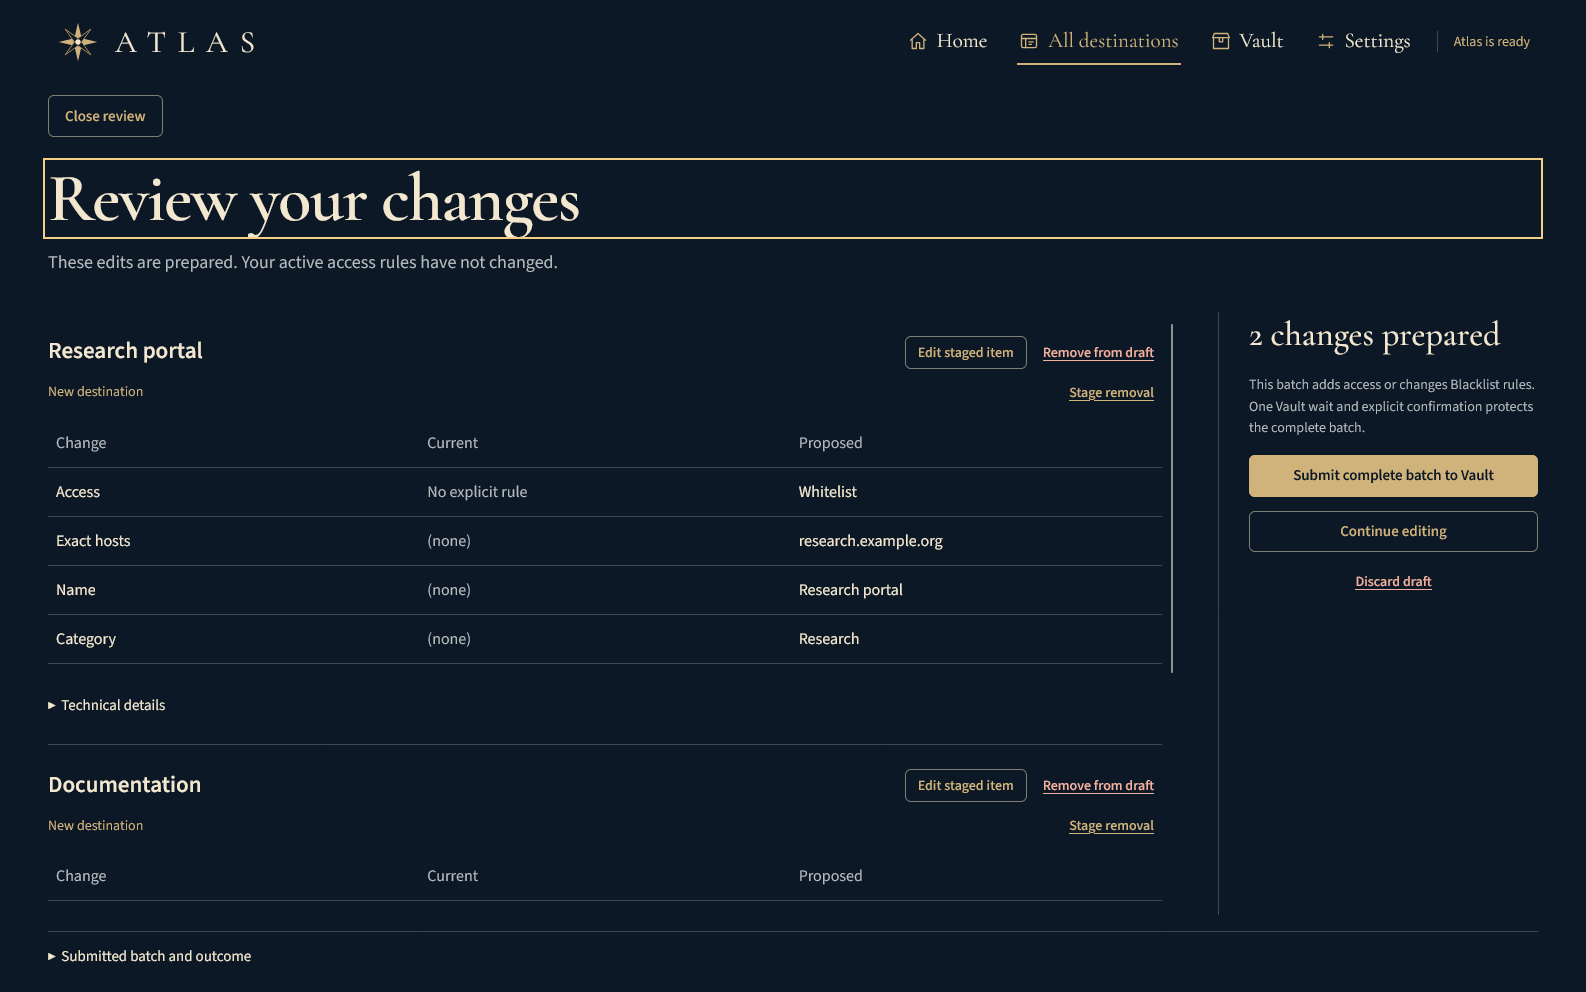 ATLAS
Home
All destinations
Vault
Settings
Atlas is ready
Close review
Review your changes
These edits are prepared. Your active access rules have not changed.
Research portal
Edit staged item
Remove from draft
New destination
Stage removal
Change Current Proposed
Access No explicit rule Whitelist
Exact hosts (none) research.example.org
Name (none) Research portal
Category (none) Research
Technical details
Documentation
Edit staged item
Remove from draft
New destination
Stage removal
Change Current Proposed
2 changes prepared
This batch adds access or changes Blacklist rules.
One Vault wait and explicit confirmation protects
the complete batch.
Submit complete batch to Vault
Continue editing
Discard draft
Submitted batch and outcome